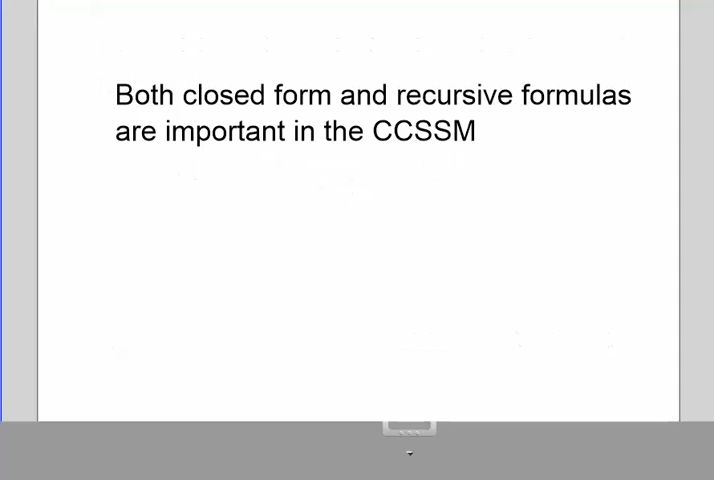 Both closed form and recursive formulas
are important in the CCSSM